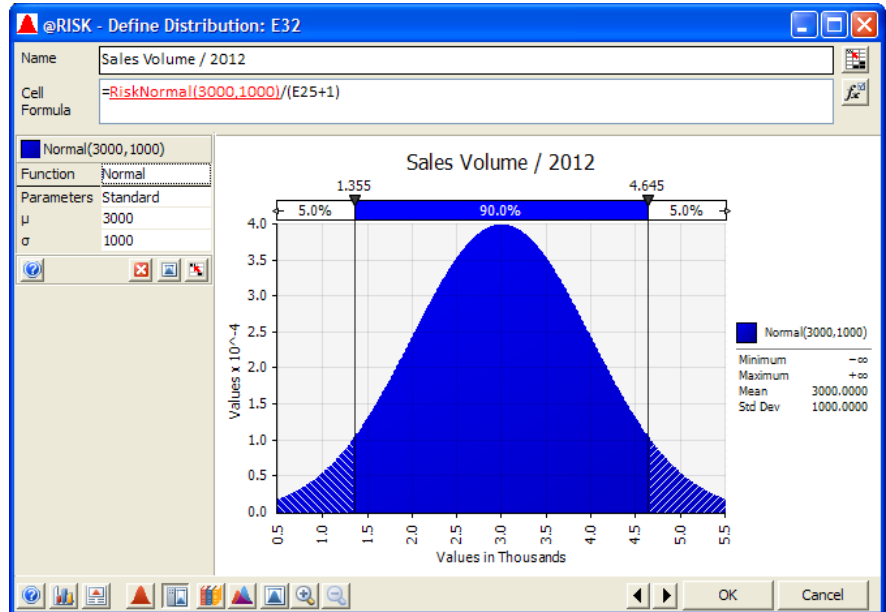 @RISK - Define Distribution: E32
Name
Sales Volume / 2012
Cell Formula
=RiskNormal(3000,1000)/(E25+1)
Normal(3000,1000)
Function Normal
Parameters Standard
μ 3000
σ 1000
Sales Volume / 2012
1.355 4.645
5.0% 90.0% 5.0%
4.0
3.5
3.0
2.5
2.0
1.5
1.0
0.5
0.0
Values x 10^-4
0.5 1.0 1.5 2.0 2.5 3.0 3.5 4.0 4.5 5.0 5.5
Values in Thousands
Normal(3000,1000)
Minimum -∞
Maximum +∞
Mean 3000.0000
Std Dev 1000.0000
OK Cancel